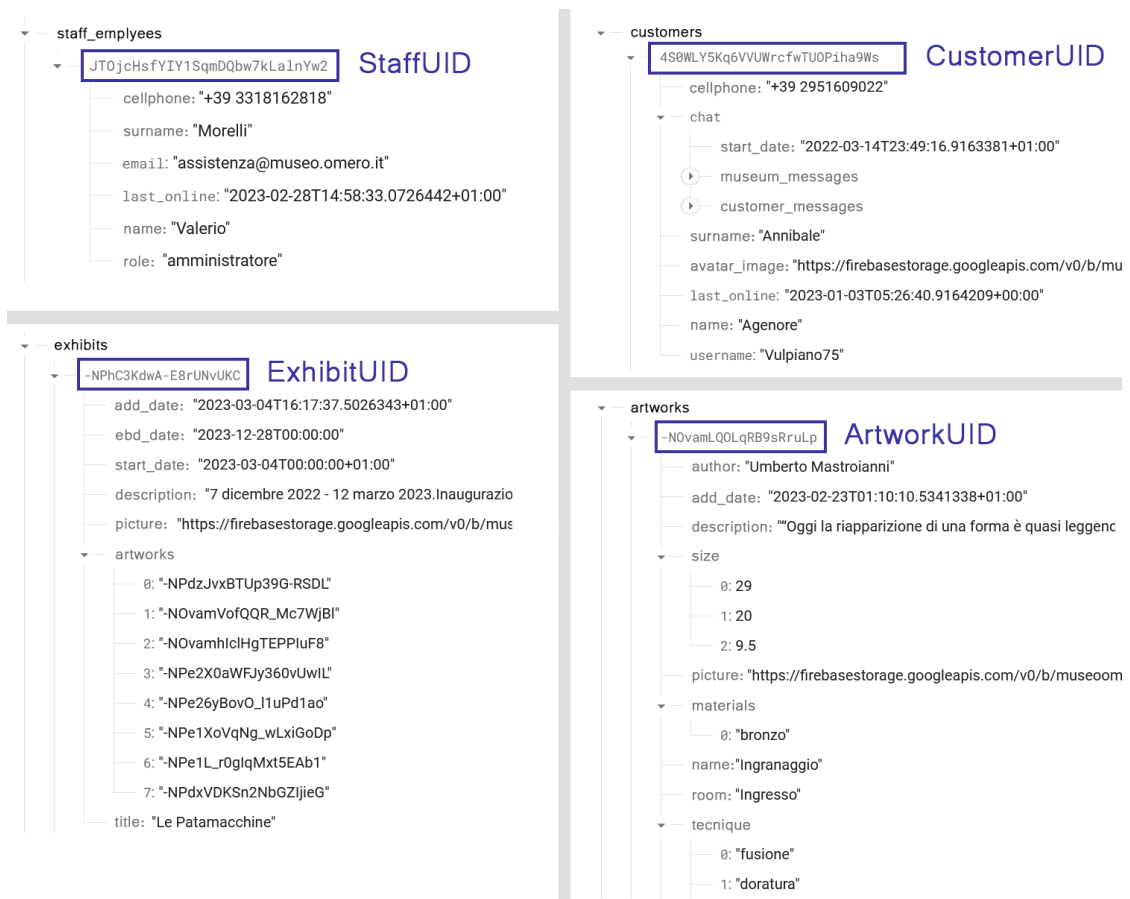 staff_emplyees
JTOjcHsfYIY1SqmDQbw7kLalnYw2
StaffUID
cellphone: "+39 3318162818"
surname: "Morelli"
email: "assistenza@museo.omero.it"
last_online: "2023-02-28T14:58:33.0726442+01:00"
name: "Valerio"
role: "amministratore"
customers
4S0WLY5Kq6VVUWrcfwTUOPiha9Ws
CustomerUID
cellphone: "+39 2951609022"
chat
start_date: "2022-03-14T23:49:16.9163381+01:00"
museum_messages
customer_messages
surname: "Annibale"
avatar_image: "https://firebasestorage.googleapis.com/v0/b/mu
last_online: "2023-01-03T05:26:40.9164209+00:00"
name: "Agenore"
username: "Vulpiano75"
exhibits
-NPhC3KdwA-E8rUNvUKC
ExhibitUID
add_date: "2023-03-04T16:17:37.5026343+01:00"
ebd_date: "2023-12-28T00:00:00"
start_date: "2023-03-04T00:00:00+01:00"
description: "7 dicembre 2022 - 12 marzo 2023.Inaugurazio
picture: "https://firebasestorage.googleapis.com/v0/b/mus
artworks
0: "-NPdzJvxBTUp39G-RSDL"
1: "-NOvamVofQQR_Mc7WjBl"
2: "-NOvamhIclHgTEPPIuF8"
3: "-NPe2X0aWFJy360vUwIL"
4: "-NPe26yBovO_l1uPd1ao"
5: "-NPe1XoVqNg_wLxiGoDp"
6: "-NPe1L_r0gIqMxt5EAb1"
7: "-NPdxVDKSn2NbGZIjieG"
title: "Le Patamacchine"
artworks
-NOvamLQOLqRB9sRruLp
ArtworkUID
author: "Umberto Mastroianni"
add_date: "2023-02-23T01:10:10.5341338+01:00"
description: "“Oggi la riapparizione di una forma è quasi leggenc
size
0: 29
1: 20
2: 9.5
picture: "https://firebasestorage.googleapis.com/v0/b/museoom
materials
0: "bronzo"
name:"Ingranaggio"
room: "Ingresso"
tecnique
0: "fusione"
1: "doratura"